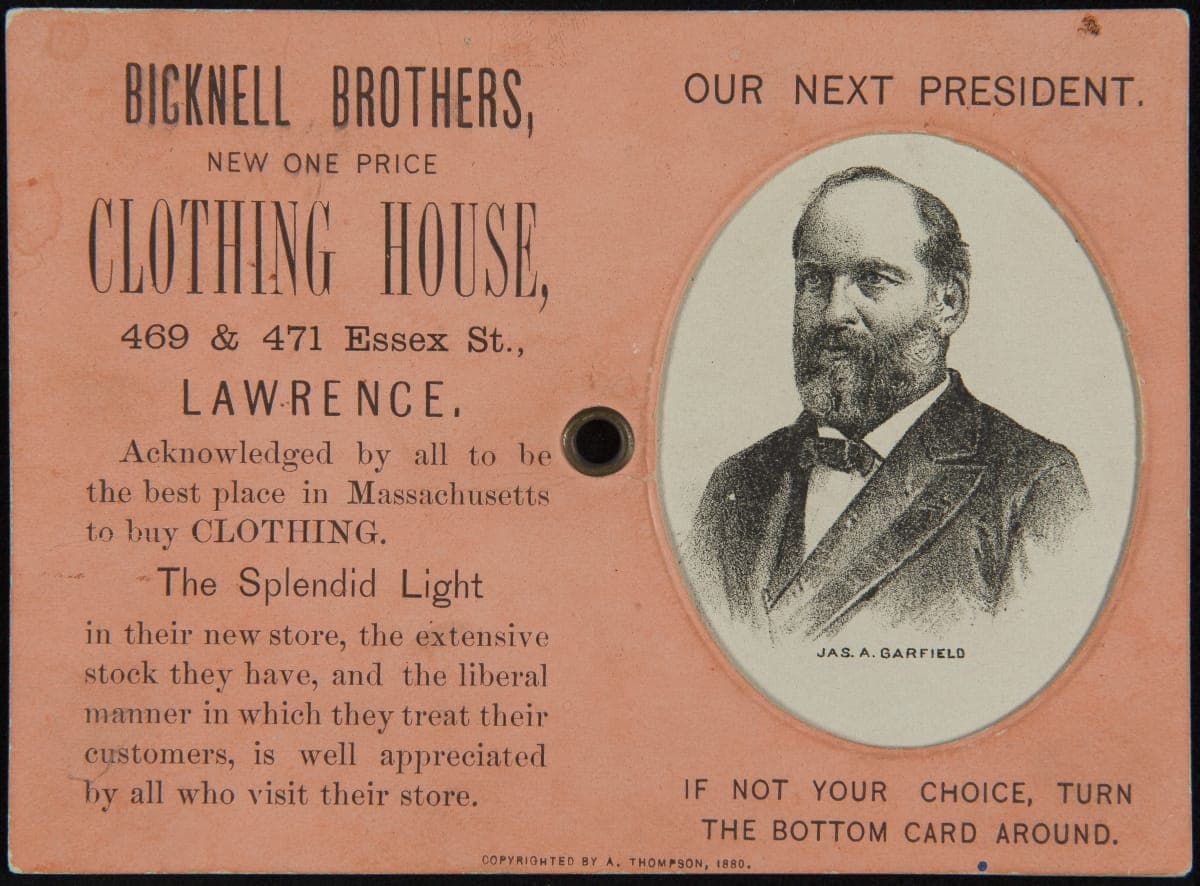 BICKNELL BROTHERS,
NEW ONE PRICE
CLOTHING HOUSE,
469 & 471 Essex St.,
LAWRENCE.
Acknowledged by all to be
the best place in Massachusetts
to buy CLOTHING.
The Splendid Light
in their new store, the extensive
stock they have, and the liberal
manner in which they treat their
customers, is well appreciated
by all who visit their store.
OUR NEXT PRESIDENT.
JAS. A. GARFIELD
IF NOT YOUR CHOICE, TURN
THE BOTTOM CARD AROUND.
COPYRIGHTED BY A. THOMPSON, 1880.